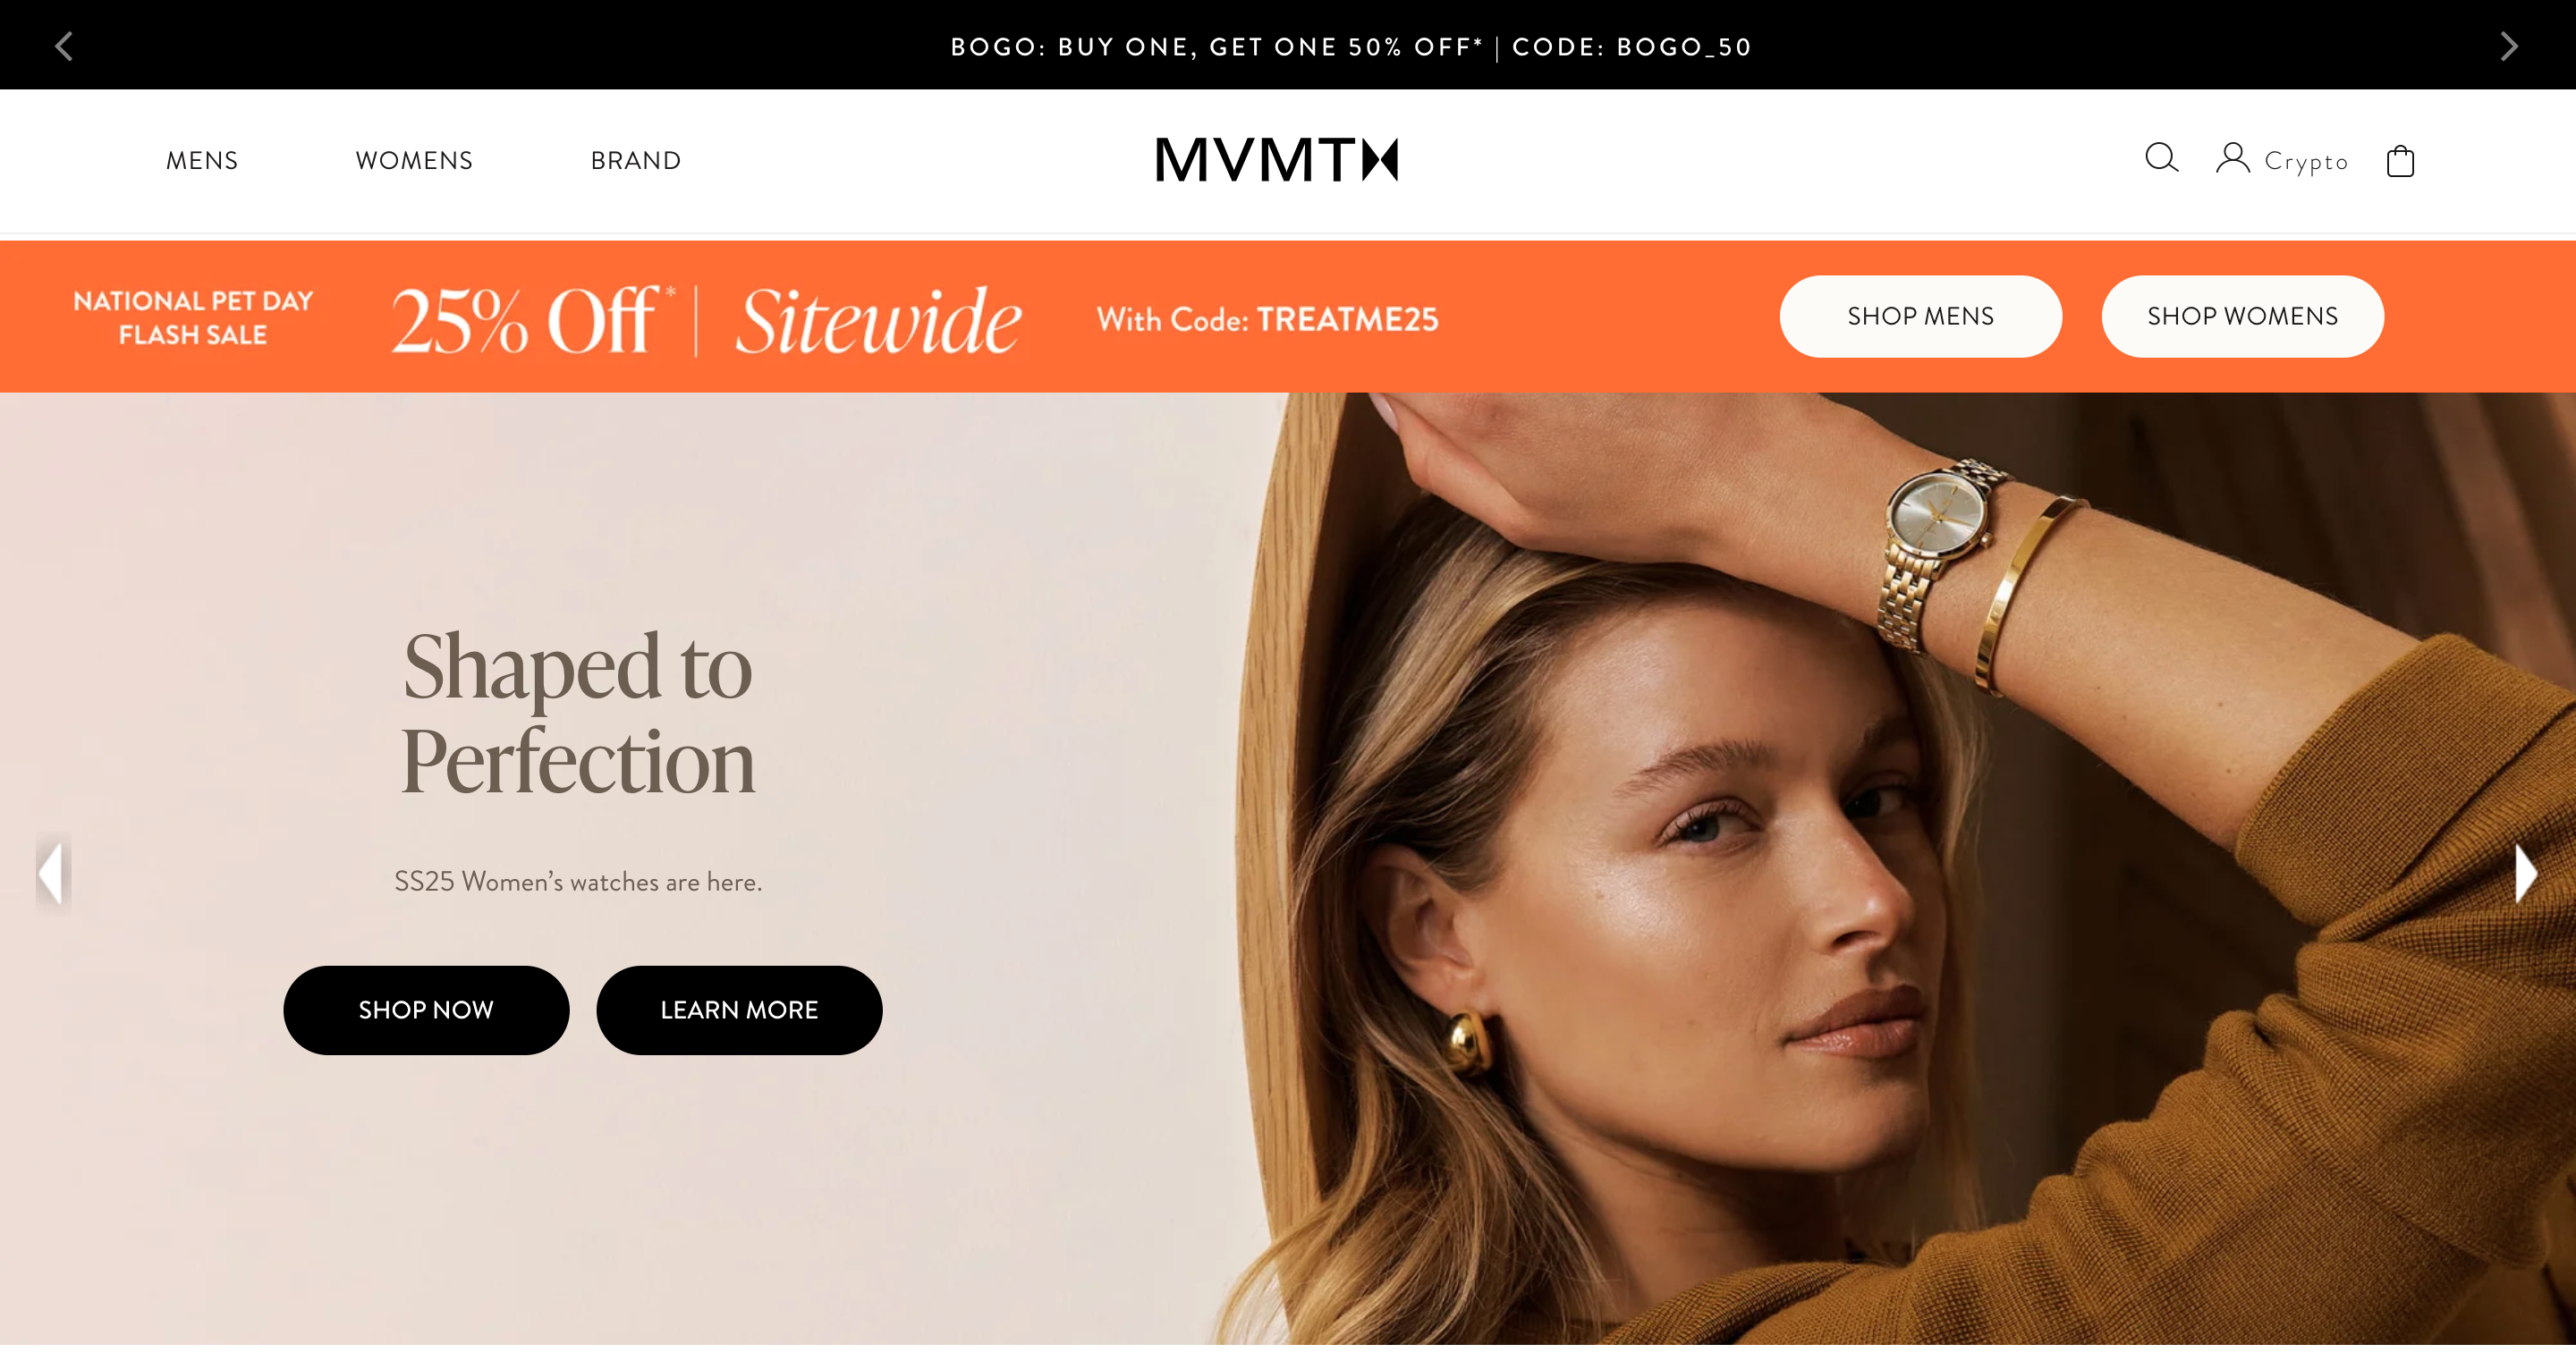 BOGO: BUY ONE, GET ONE 50% OFF* | CODE: BOGO_50
MENS
WOMENS
BRAND
MVMT
Crypto
NATIONAL PET DAY
FLASH SALE
25% Off* | Sitewide
With Code: TREATME25
SHOP MENS
SHOP WOMENS
Shaped to
Perfection
SS25 Women’s watches are here.
SHOP NOW
LEARN MORE